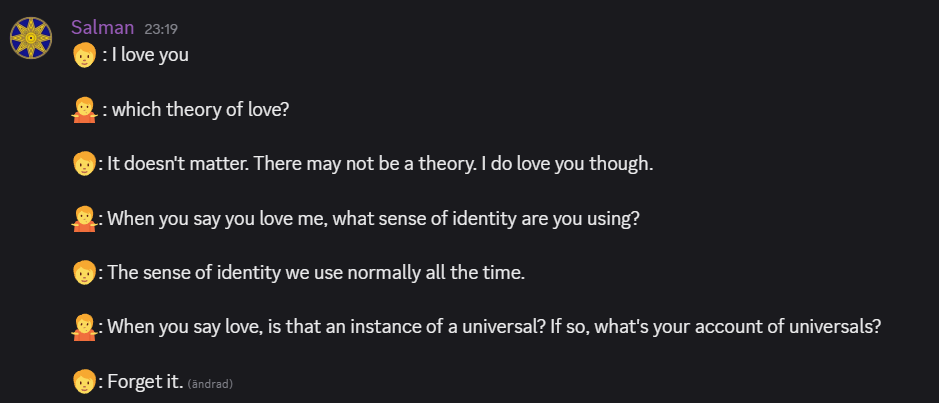 Salman 23:19
: I love you
: which theory of love?
: It doesn't matter. There may not be a theory. I do love you though.
: When you say you love me, what sense of identity are you using?
: The sense of identity we use normally all the time.
: When you say love, is that an instance of a universal? If so, what's your account of universals?
: Forget it. (ändrad)